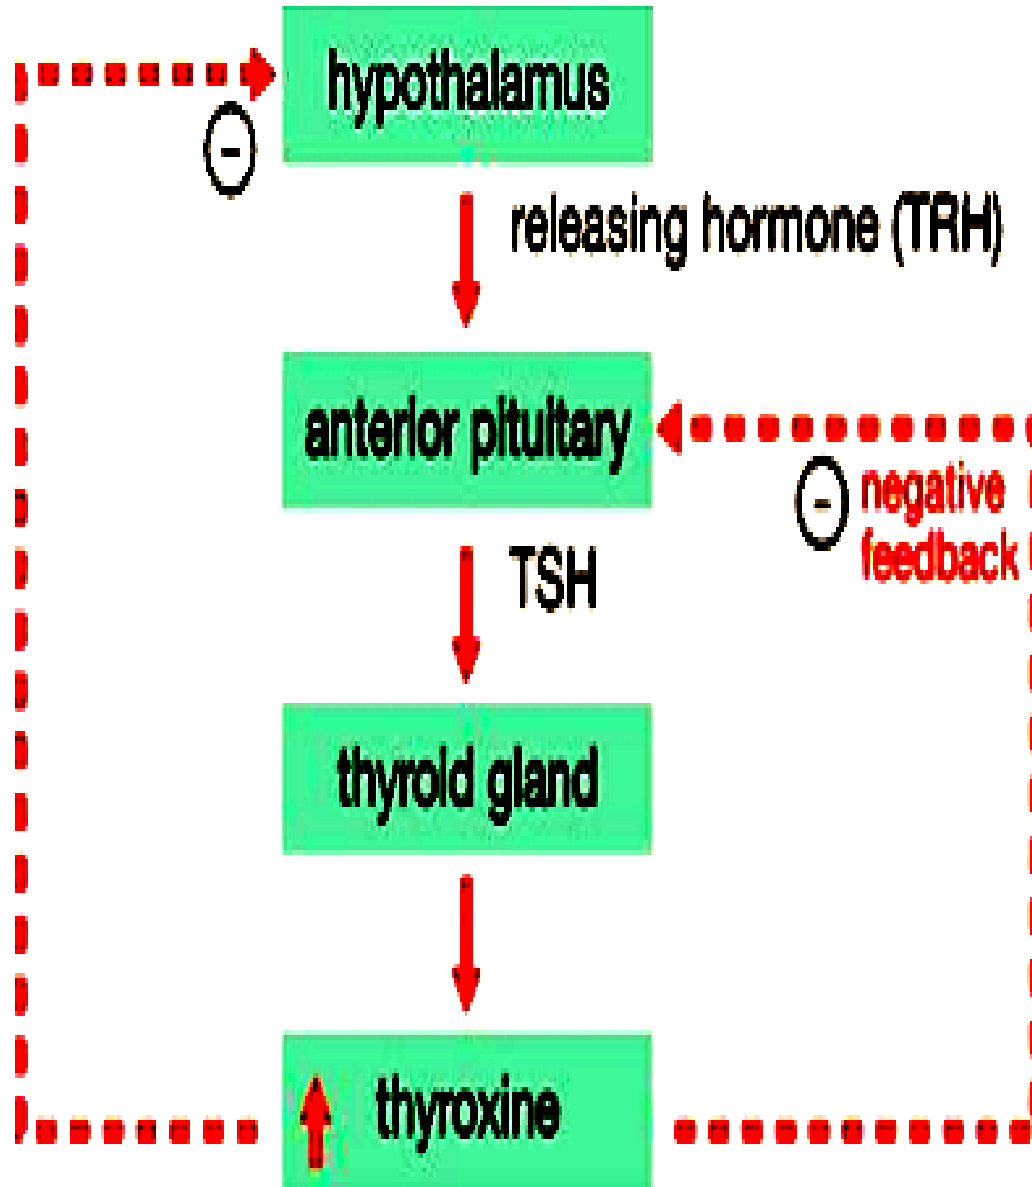 hypothalamus
-
releasing hormone (TRH)
anterior pituitary
-
negative
feedback
TSH
thyroid gland
thyroxine